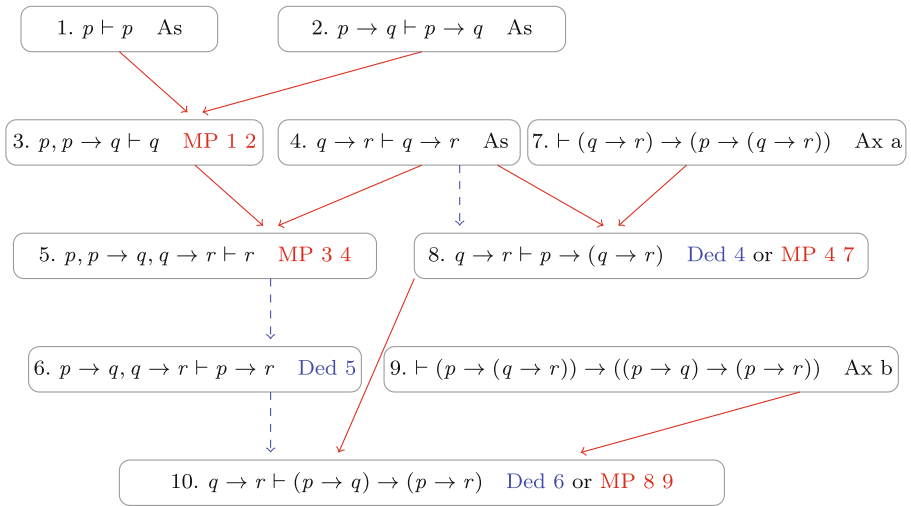 1. p ⊢ p As
2. p → q ⊢ p → q As
3. p, p → q ⊢ q MP 1 2
4. q → r ⊢ q → r As
7. ⊢ (q → r) → (p → (q → r)) Ax a
5. p, p → q, q → r ⊢ r MP 3 4
8. q → r ⊢ p → (q → r) Ded 4 or MP 4 7
6. p → q, q → r ⊢ p → r Ded 5
9. ⊢ (p → (q → r)) → ((p → q) → (p → r)) Ax b
10. q → r ⊢ (p → q) → (p → r) Ded 6 or MP 8 9